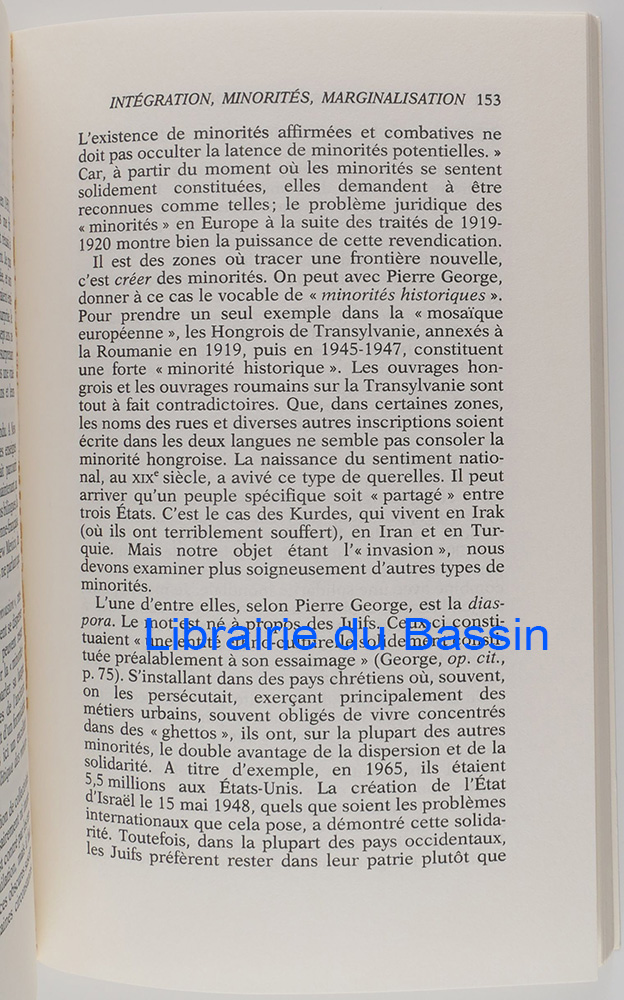 INTÉGRATION, MINORITÉS, MARGINALISATION 153
L'existence de minorités affirmées et combatives ne
doit pas occulter la latence de minorités potentielles. »
Car, à partir du moment où les minorités se sentent
solidement constituées, elles demandent à être
reconnues comme telles; le problème juridique des
« minorités » en Europe à la suite des traités de 1919-
1920 montre bien la puissance de cette revendication.
Il est des zones où tracer une frontière nouvelle,
c'est créer des minorités. On peut avec Pierre George,
donner à ce cas le vocable de « minorités historiques ».
Pour prendre un seul exemple dans la « mosaïque
européenne », les Hongrois de Transylvanie, annexés à
la Roumanie en 1919, puis en 1945-1947, constituent
une forte « minorité historique ». Les ouvrages hon-
grois et les ouvrages roumains sur la Transylvanie sont
tout à fait contradictoires. Que, dans certaines zones,
les noms des rues et diverses autres inscriptions soient
écrite dans les deux langues ne semble pas consoler la
minorité hongroise. La naissance du sentiment natio-
nal, au XIXe siècle, a avivé ce type de querelles. Il peut
arriver qu'un peuple spécifique soit « partagé » entre
trois États. C'est le cas des Kurdes, qui vivent en Irak
(où ils ont terriblement souffert), en Iran et en Tur-
quie. Mais notre objet étant l'« invasion », nous
devons examiner plus soigneusement d'autres types de
minorités.
L'une d'entre elles, selon Pierre George, est la dias-
pora. Le mot est né à propos des Juifs. Ceux-ci consti-
tuaient « une entité ethno-culturelle solidement consti-
Librairie du Bassin
tuée préalablement à son essaimage » (George, op. cit.,
p. 75). S'installant dans des pays chrétiens où, souvent,
on les persécutait, exerçant principalement des
métiers urbains, souvent obligés de vivre concentrés
dans des « ghettos », ils ont, sur la plupart des autres
minorités, le double avantage de la dispersion et de la
solidarité. A titre d'exemple, en 1965, ils étaient
5,5 millions aux États-Unis. La création de l'État
d'Israël le 15 mai 1948, quels que soient les problèmes
internationaux que cela pose, a démontré cette solida-
rité. Toutefois, dans la plupart des pays occidentaux,
les Juifs préfèrent rester dans leur patrie plutôt que